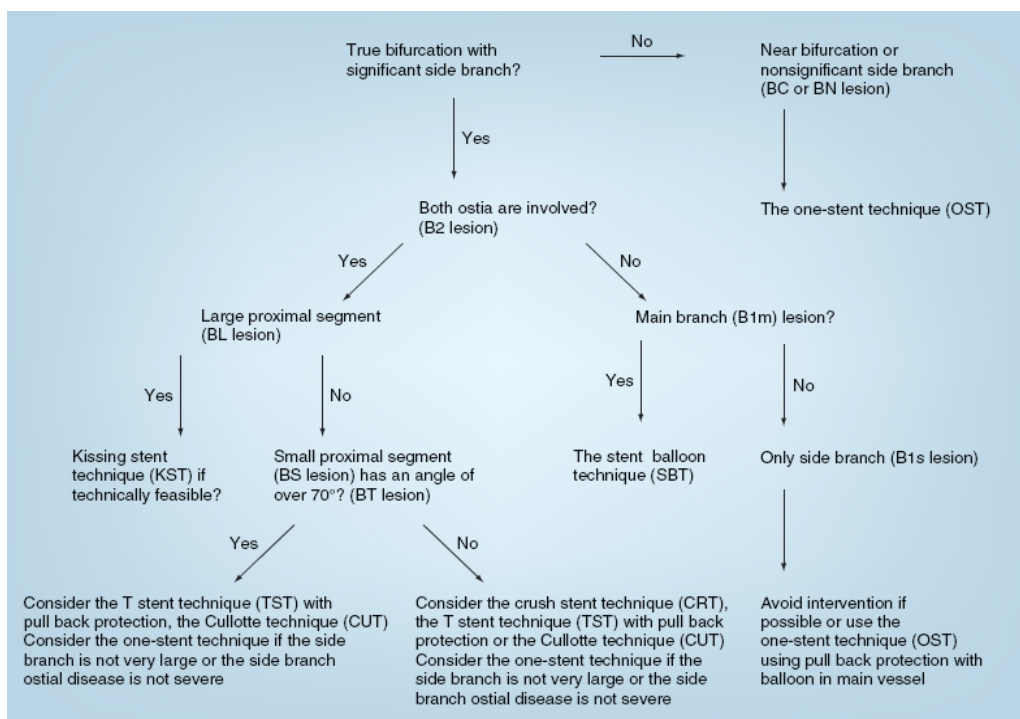 True bifurcation with
significant side branch?
No
Near bifurcation or
nonsignificant side branch
(BC or BN lesion)
Yes
Both ostia are involved?
(B2 lesion)
The one-stent technique (OST)
Yes
No
Large proximal segment
(BL lesion)
Main branch (B1m) lesion?
Yes
No
Yes
No
Kissing stent
technique (KST) if
technically feasible?
Small proximal segment
(BS lesion) has an angle of
over 70°? (BT lesion)
The stent balloon
technique (SBT)
Only side branch (B1s lesion)
Yes
No
Consider the T stent technique (TST) with
pull back protection, the Cullotte technique (CUT)
Consider the one-stent technique if the side
branch is not very large or the side branch
ostial disease is not severe
Consider the crush stent technique (CRT),
the T stent technique (TST) with pull back
protection or the Cullotte technique (CUT)
Consider the one-stent technique if the
side branch is not very large or the side
branch ostial disease is not severe
Avoid intervention if
possible or use the
one-stent technique (OST)
using pull back protection with
balloon in main vessel